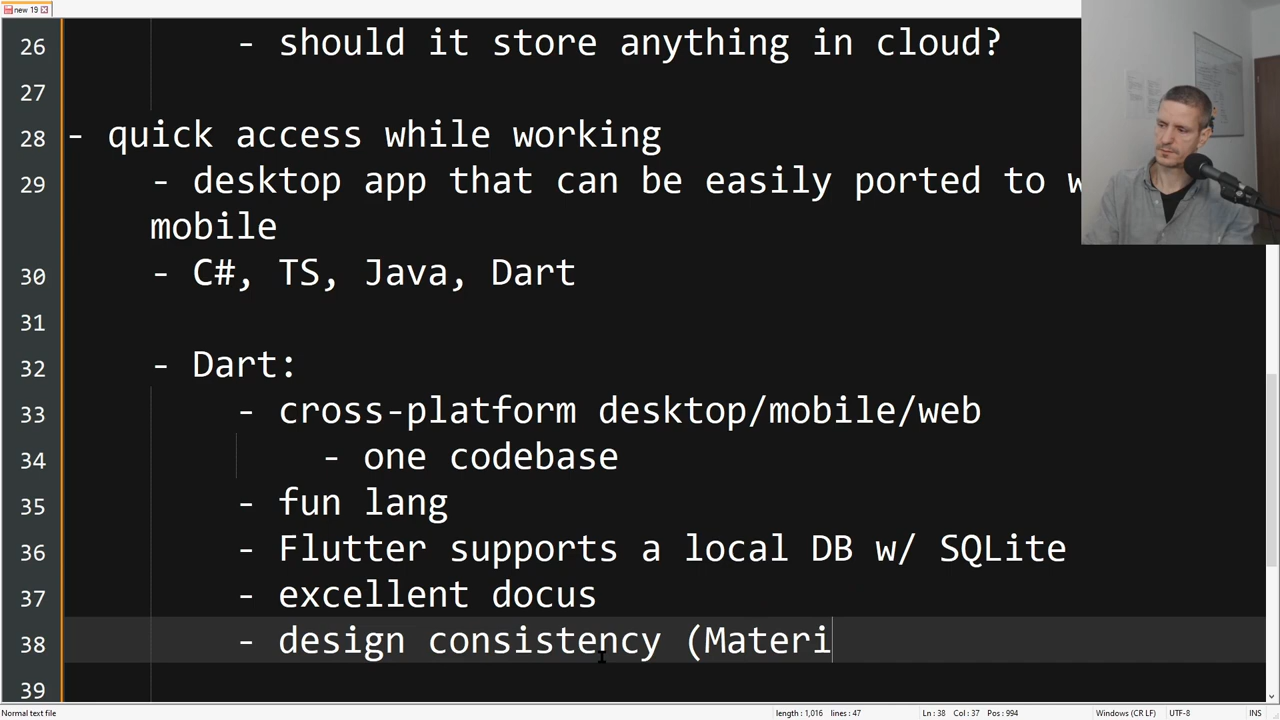 new 19
26 - should it store anything in cloud?
27
28 - quick access while working
29 - desktop app that can be easily ported to
mobile
30 - C#, TS, Java, Dart
31
32 - Dart:
33 - cross-platform desktop/mobile/web
34 - one codebase
35 - fun lang
36 - Flutter supports a local DB w/ SQLite
37 - excellent docus
38 - design consistency (Materi
39
Normal text file length : 1,016 lines : 47 Ln : 38 Col : 37 Pos : 994 Windows (CR LF) UTF-8 INS